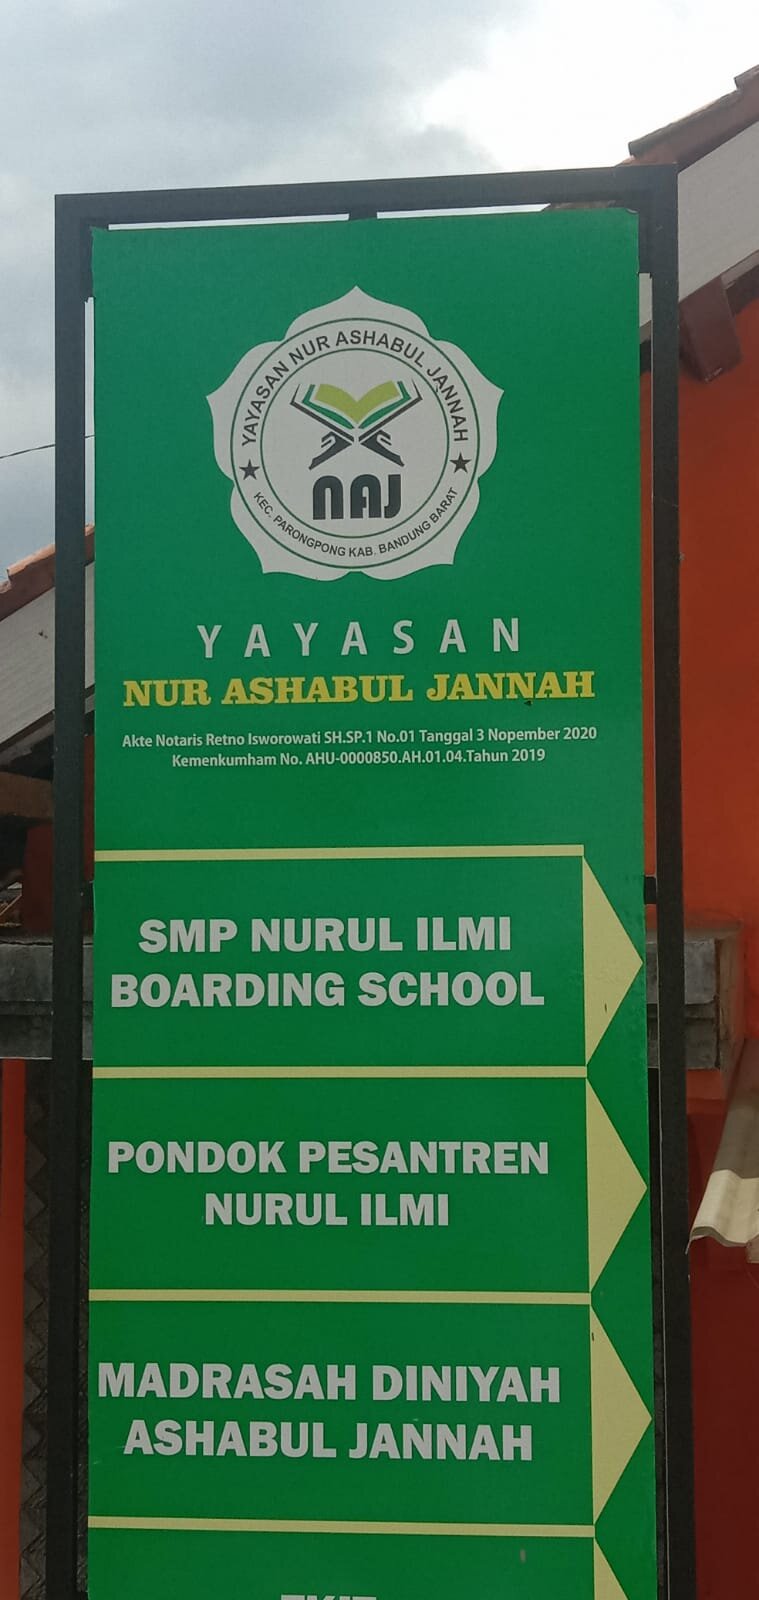 YAYASAN NUR ASHABUL JANNAH
NAJ
KEC. PARONGPONG KAB. BANDUNG BARAT
YAYASAN
NUR ASHABUL JANNAH
Akte Notaris Retno Isworowati SH.SP.1 No.01 Tanggal 3 Nopember 2020
Kemenkumham No. AHU-0000850.AH.01.04.Tahun 2019
SMP NURUL ILMI
BOARDING SCHOOL
PONDOK PESANTREN
NURUL ILMI
MADRASAH DINIYAH
ASHABUL JANNAH